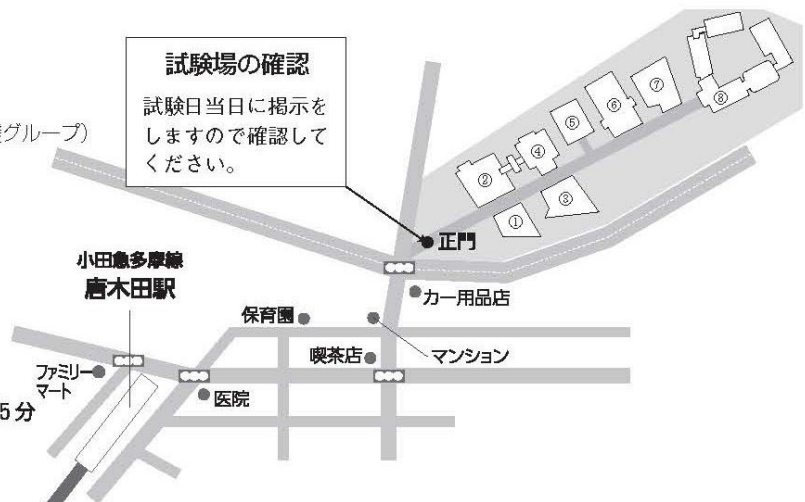 試験場の確認
試験日当日に掲示を
しますので確認して
ください。
グループ)
②
④
⑤
⑥
⑦
⑧
①
③
正門
小田急多摩線
唐木田駅
カー用品店
保育園
マンション
喫茶店
ファミリー
マート
医院
5分